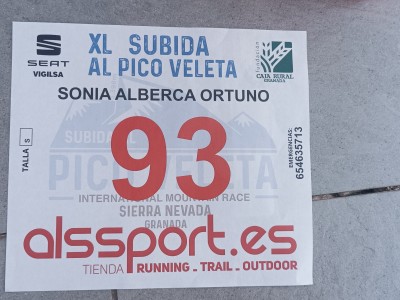 SEAT
VIGILSA
XL SUBIDA
AL PICO VELETA
fundación
CAJA RURAL
GRANADA
SONIA ALBERCA ORTUNO
TALLA S
SUBIDA
93
PICO VELETA
INTERNATIONAL MOUNTAIN RACE
SIERRA NEVADA
GRANADA
EMERGENCIAS:
654635713
alssport.es
TIENDA RUNNING - TRAIL - OUTDOOR